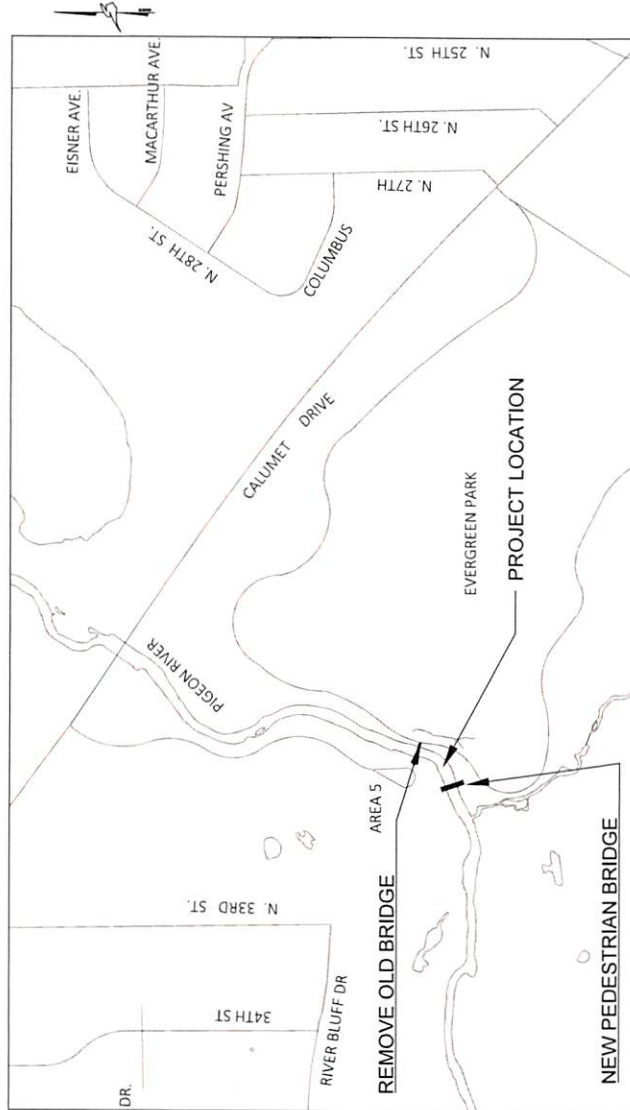 EISNER AVE.
MACARTHUR AVE.
PERSHING AV
N. 28TH ST.
COLUMBUS
N. 27TH
N. 26TH ST.
N. 25TH ST.
CALUMET DRIVE
PIGEON RIVER
EVERGREEN PARK
PROJECT LOCATION
AREA 5
REMOVE OLD BRIDGE
NEW PEDESTRIAN BRIDGE
N. 33RD ST.
34TH ST
RIVER BLUFF DR
DR.